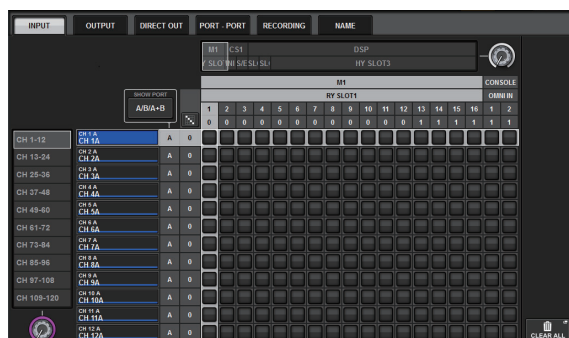 INPUT OUTPUT DIRECT OUT PORT - PORT RECORDING NAME
M1 CS1 DSP
HY SLOT3
M1 CONSOLE
SHOW PORT RY SLOT1 OMNI IN
A/B/A+B
1 2 3 4 5 6 7 8 9 10 11 12 13 14 15 16 1 2
0 0 0 0 0 0 0 0 0 0 0 0 1 1 1 1 1 1
CH 1-12 CH 1 A CH 1A A 0
CH 13-24 CH 2 A CH 2A A 0
CH 25-36 CH 3 A CH 3A A 0
CH 37-48 CH 4 A CH 4A A 0
CH 49-60 CH 5 A CH 5A A 0
CH 61-72 CH 6 A CH 6A A 0
CH 73-84 CH 7 A CH 7A A 0
CH 85-96 CH 8 A CH 8A A 0
CH 97-108 CH 9 A CH 9A A 0
CH 109-120 CH 10 A CH 10A A 0
CH 11 A CH 11A A 0
CH 12 A CH 12A A 0
CLEAR ALL